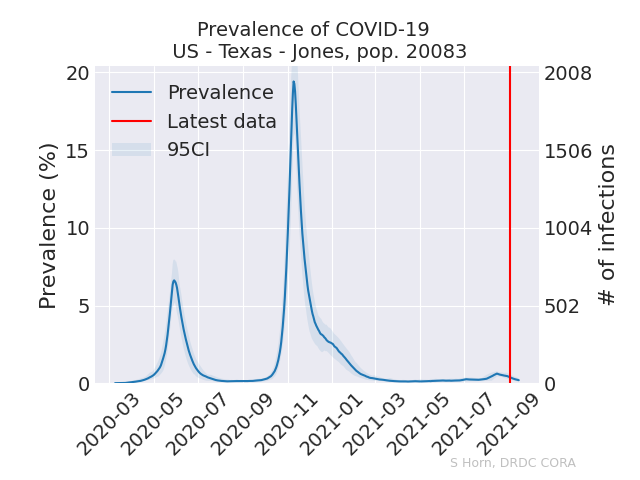 Prevalence of COVID-19
US - Texas - Jones, pop. 20083
Prevalence
Latest data
95CI
Prevalence (%)
20
15
10
5
0
2008
1506
1004
502
0
# of infections
2020-03
2020-05
2020-07
2020-09
2020-11
2021-01
2021-03
2021-05
2021-07
2021-09
S Horn, DRDC CORA